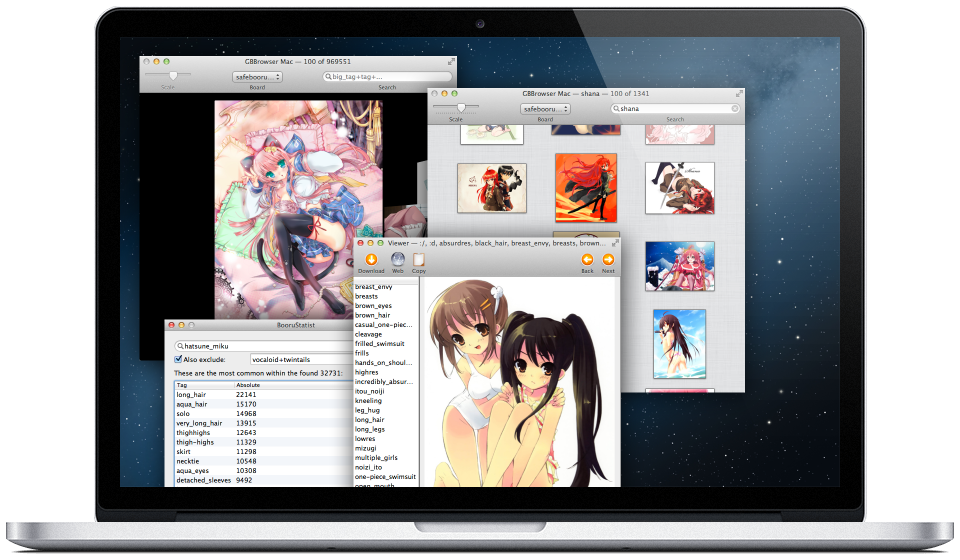 GBBrowser Mac — 100 of 969551
safebooru...
big_tag+tag+...
Scale
Board
Search
GBBrowser Mac — shana — 100 of 1341
safebooru...
shana
Scale
Board
Search
Viewer — :/, :d, absurdres, black_hair, breast_envy, breasts, brown...
Download
Web
Copy
Back
Next
breast_envy
breasts
brown_eyes
brown_hair
casual_one-piec...
cleavage
frilled_swimsuit
frills
hands_on_shoul...
highres
incredibly_absur...
itou_noiji
kneeling
leg_hug
long_hair
long_legs
lowres
mizugi
multiple_girls
noizi_ito
one-piece_swimsuit
open_mouth
BooruStatist
hatsune_miku
Also exclude:
vocaloid+twintails
These are the most common within the found 32731:
Tag Absolute
long_hair 22141
aqua_hair 15170
solo 14968
very_long_hair 13915
thighhighs 12643
thigh-highs 11329
skirt 11298
necktie 10548
aqua_eyes 10308
detached_sleeves 9492